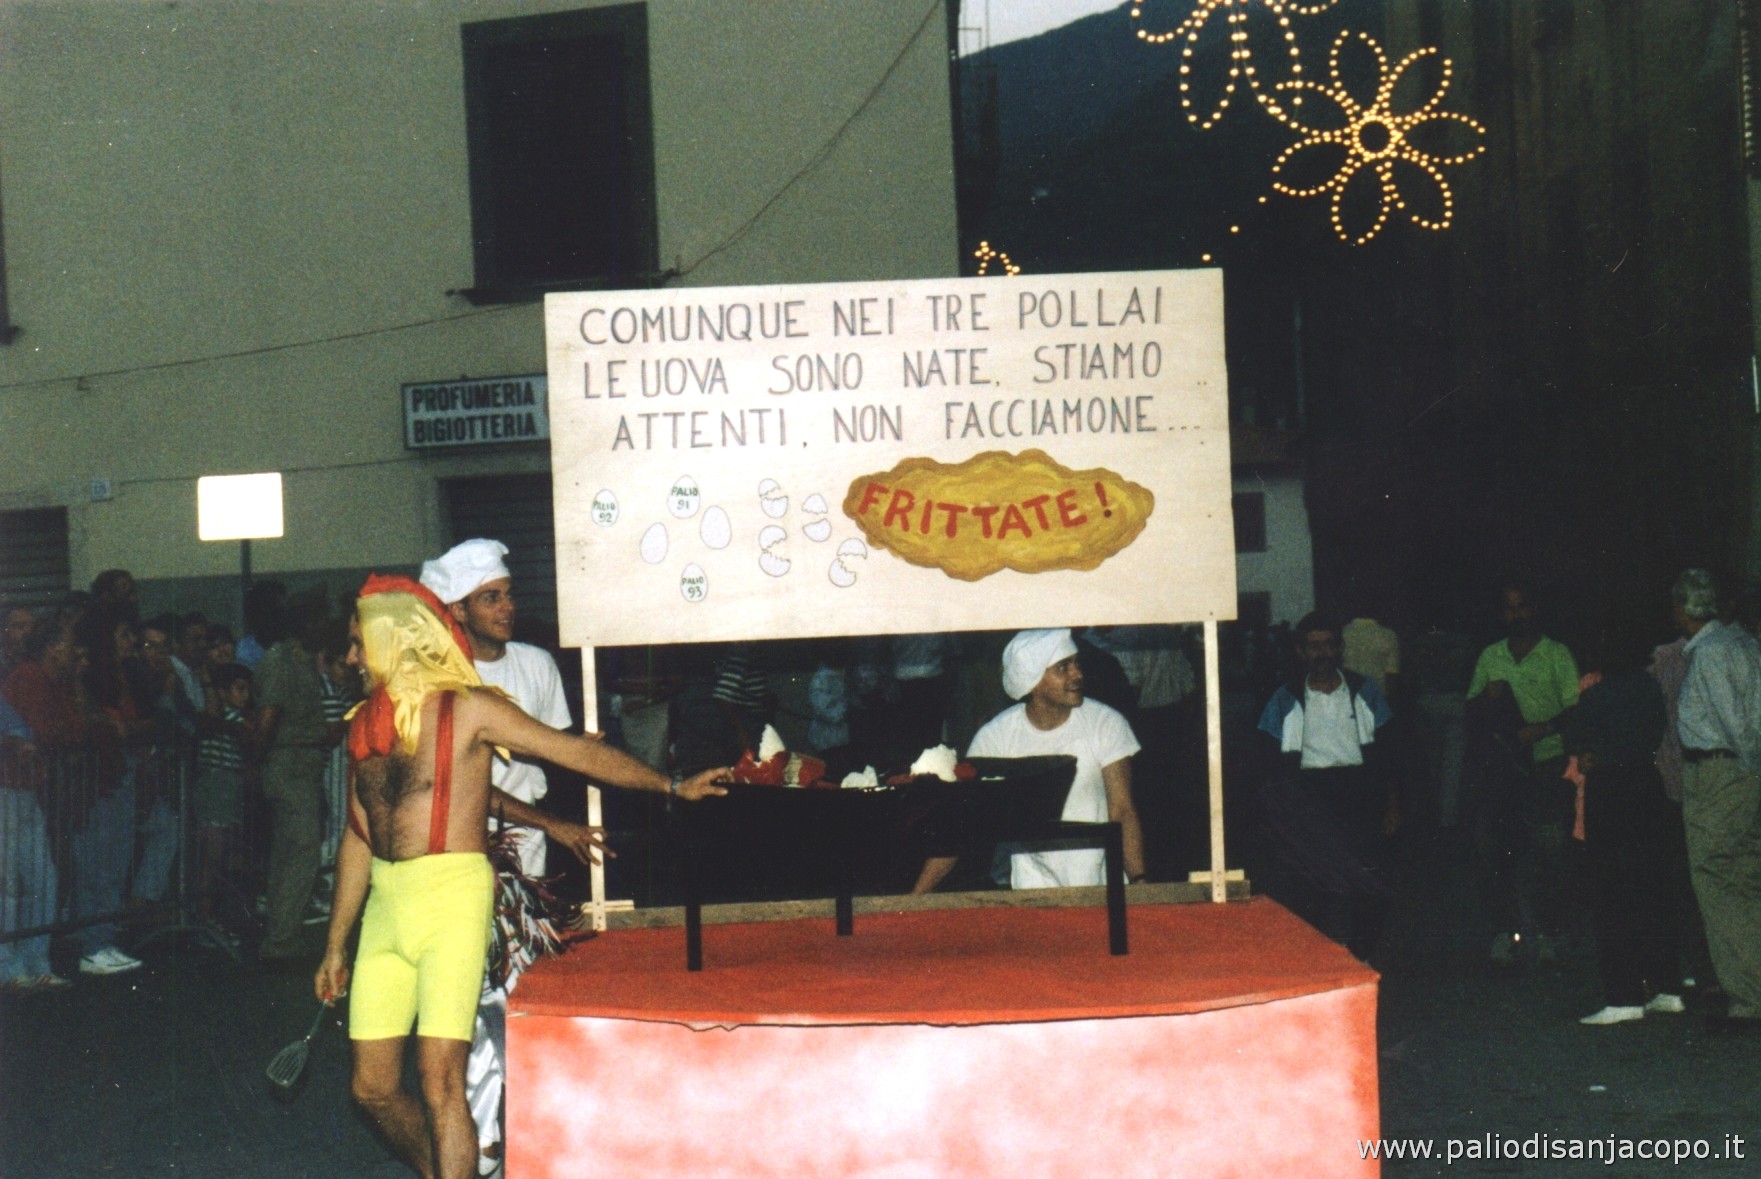 COMUNQUE NEI TRE POLLAI
LE UOVA SONO NATE, STIAMO
ATTENTI, NON FACCIAMONE...
PALIO
92
PALIO
91
FRITTATE!
PALIO
93
PROFUMERIA
BIGIOTTERIA
www.paliodisanjacopo.it